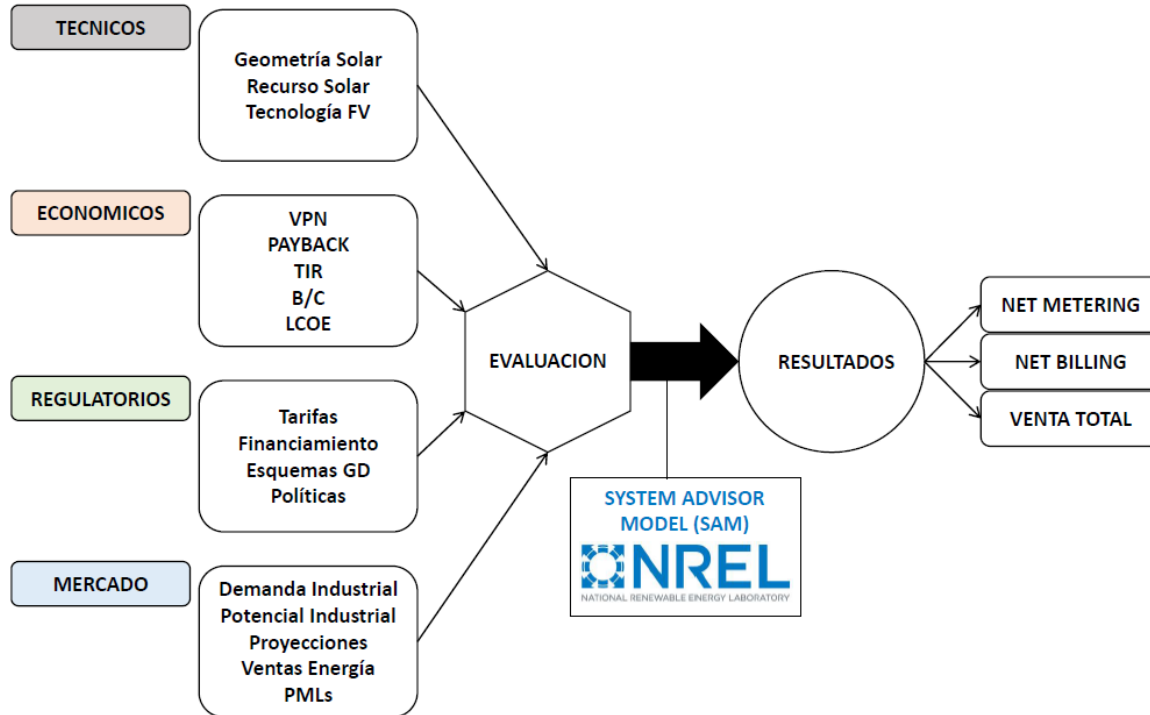 TECNICOS
Geometría Solar
Recurso Solar
Tecnología FV
ECONOMICOS
VPN
PAYBACK
TIR
B/C
LCOE
REGULATORIOS
Tarifas
Financiamiento
Esquemas GD
Políticas
MERCADO
Demanda Industrial
Potencial Industrial
Proyecciones
Ventas Energía
PMLs
EVALUACION
SYSTEM ADVISOR
MODEL (SAM)
NREL
NATIONAL RENEWABLE ENERGY LABORATORY
RESULTADOS
NET METERING
NET BILLING
VENTA TOTAL